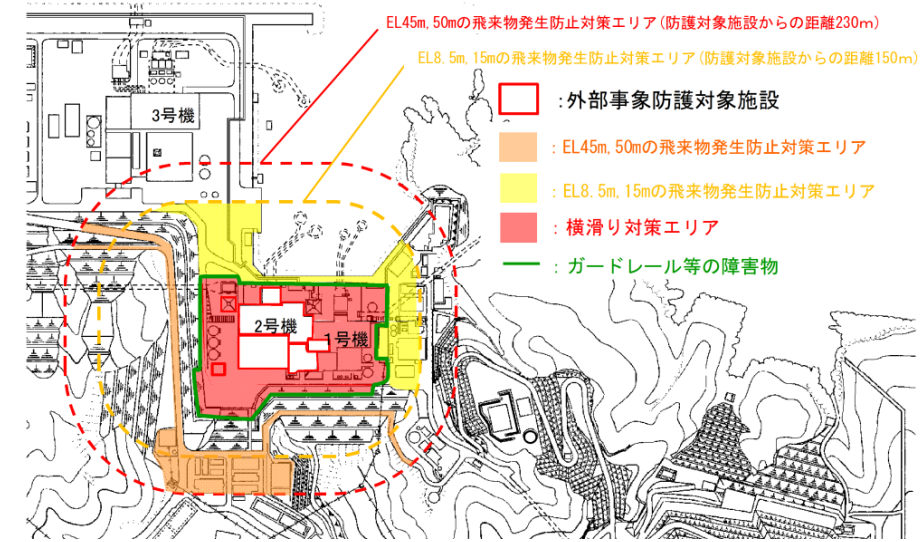 EL45m,50mの飛来物発生防止対策エリア(防護対象施設からの距離230m)
EL8.5m,15mの飛来物発生防止対策エリア(防護対象施設からの距離150m)
：外部事象防護対象施設
：EL45m,50mの飛来物発生防止対策エリア
：EL8.5m,15mの飛来物発生防止対策エリア
：横滑り対策エリア
：ガードレール等の障害物
3号機
2号機
1号機